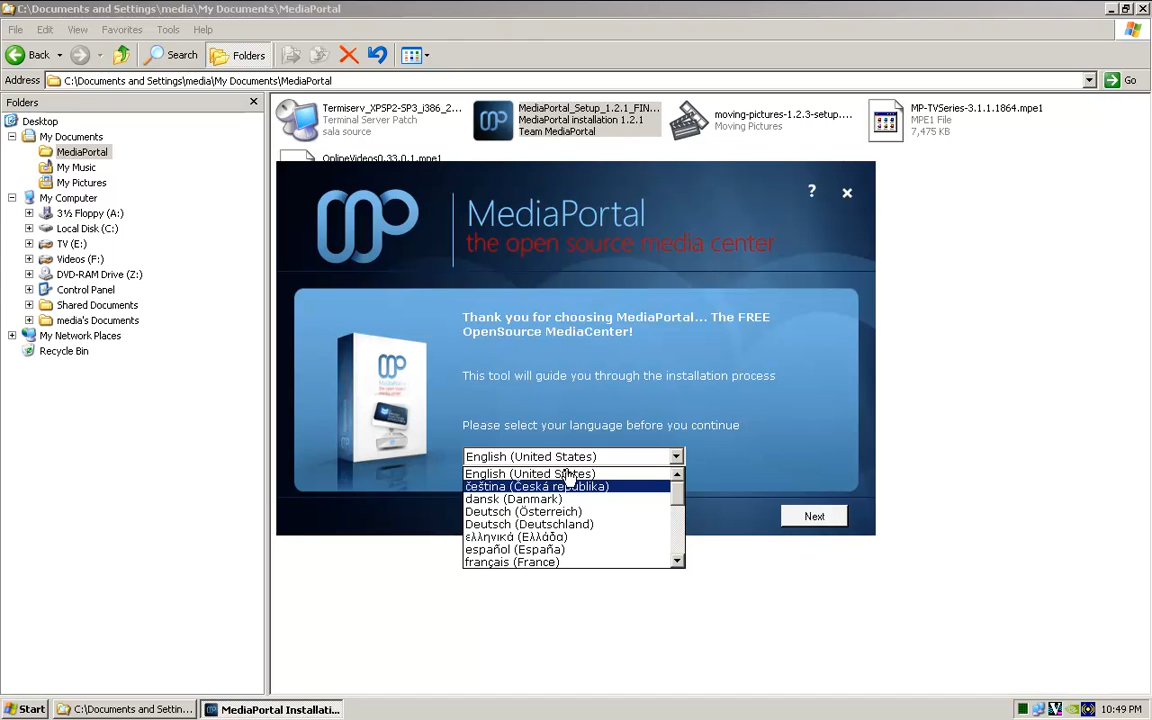 C:\Documents and Settings\media\My Documents\MediaPortal
File Edit View Favorites Tools Help
Back Search Folders
Address C:\Documents and Settings\media\My Documents\MediaPortal Go
Folders
Desktop
My Documents
MediaPortal
My Music
My Pictures
My Computer
3½ Floppy (A:)
Local Disk (C:)
TV (E:)
Videos (F:)
DVD-RAM Drive (Z:)
Control Panel
Shared Documents
media's Documents
My Network Places
Recycle Bin
Termiserv_XPSP2-SP3_i386_2...
Terminal Server Patch
sala source
MediaPortal_Setup_1.2.1_FIN...
MediaPortal installation 1.2.1
Team MediaPortal
moving-pictures-1.2.3-setup....
Moving Pictures
MP-TVSeries-3.1.1.1864.mpe1
MPE1 File
7,475 KB
OnlineVideos0.33.0.1.mpe1
MediaPortal
the open source media center
? x
Thank you for choosing MediaPortal... The FREE
OpenSource MediaCenter!
This tool will guide you through the installation process
Please select your language before you continue
English (United States)
English (United States)
čeština (Česká republika)
dansk (Danmark)
Deutsch (Österreich)
Deutsch (Deutschland)
ελληνικά (Ελλάδα)
español (España)
français (France)
Next
Start C:\Documents and Settin... MediaPortal Installati... 10:49 PM